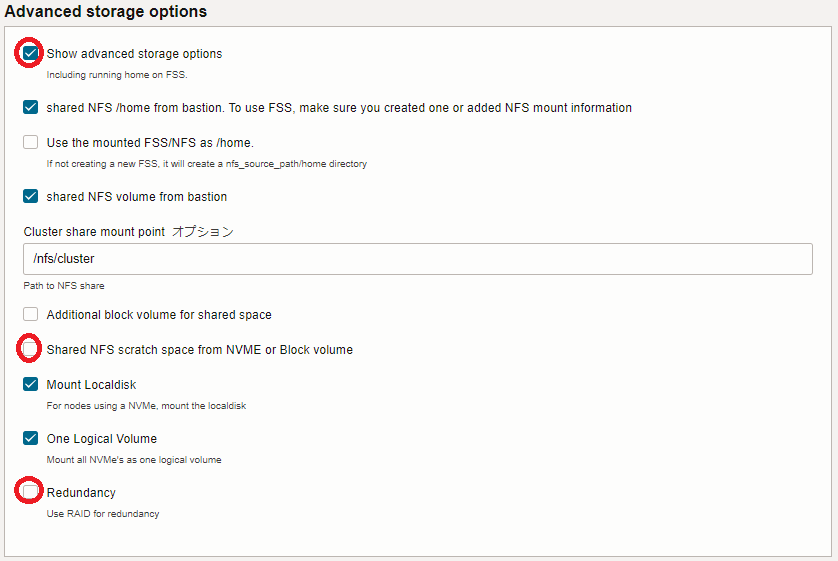 Advanced storage options
Show advanced storage options
Including running home on FSS.
shared NFS /home from bastion. To use FSS, make sure you created one or added NFS mount information
Use the mounted FSS/NFS as /home.
If not creating a new FSS, it will create a nfs_source_path/home directory
shared NFS volume from bastion
Cluster share mount point オプション
/nfs/cluster
Path to NFS share
Additional block volume for shared space
Shared NFS scratch space from NVME or Block volume
Mount Localdisk
For nodes using a NVMe, mount the localdisk
One Logical Volume
Mount all NVMe's as one logical volume
Redundancy
Use RAID for redundancy